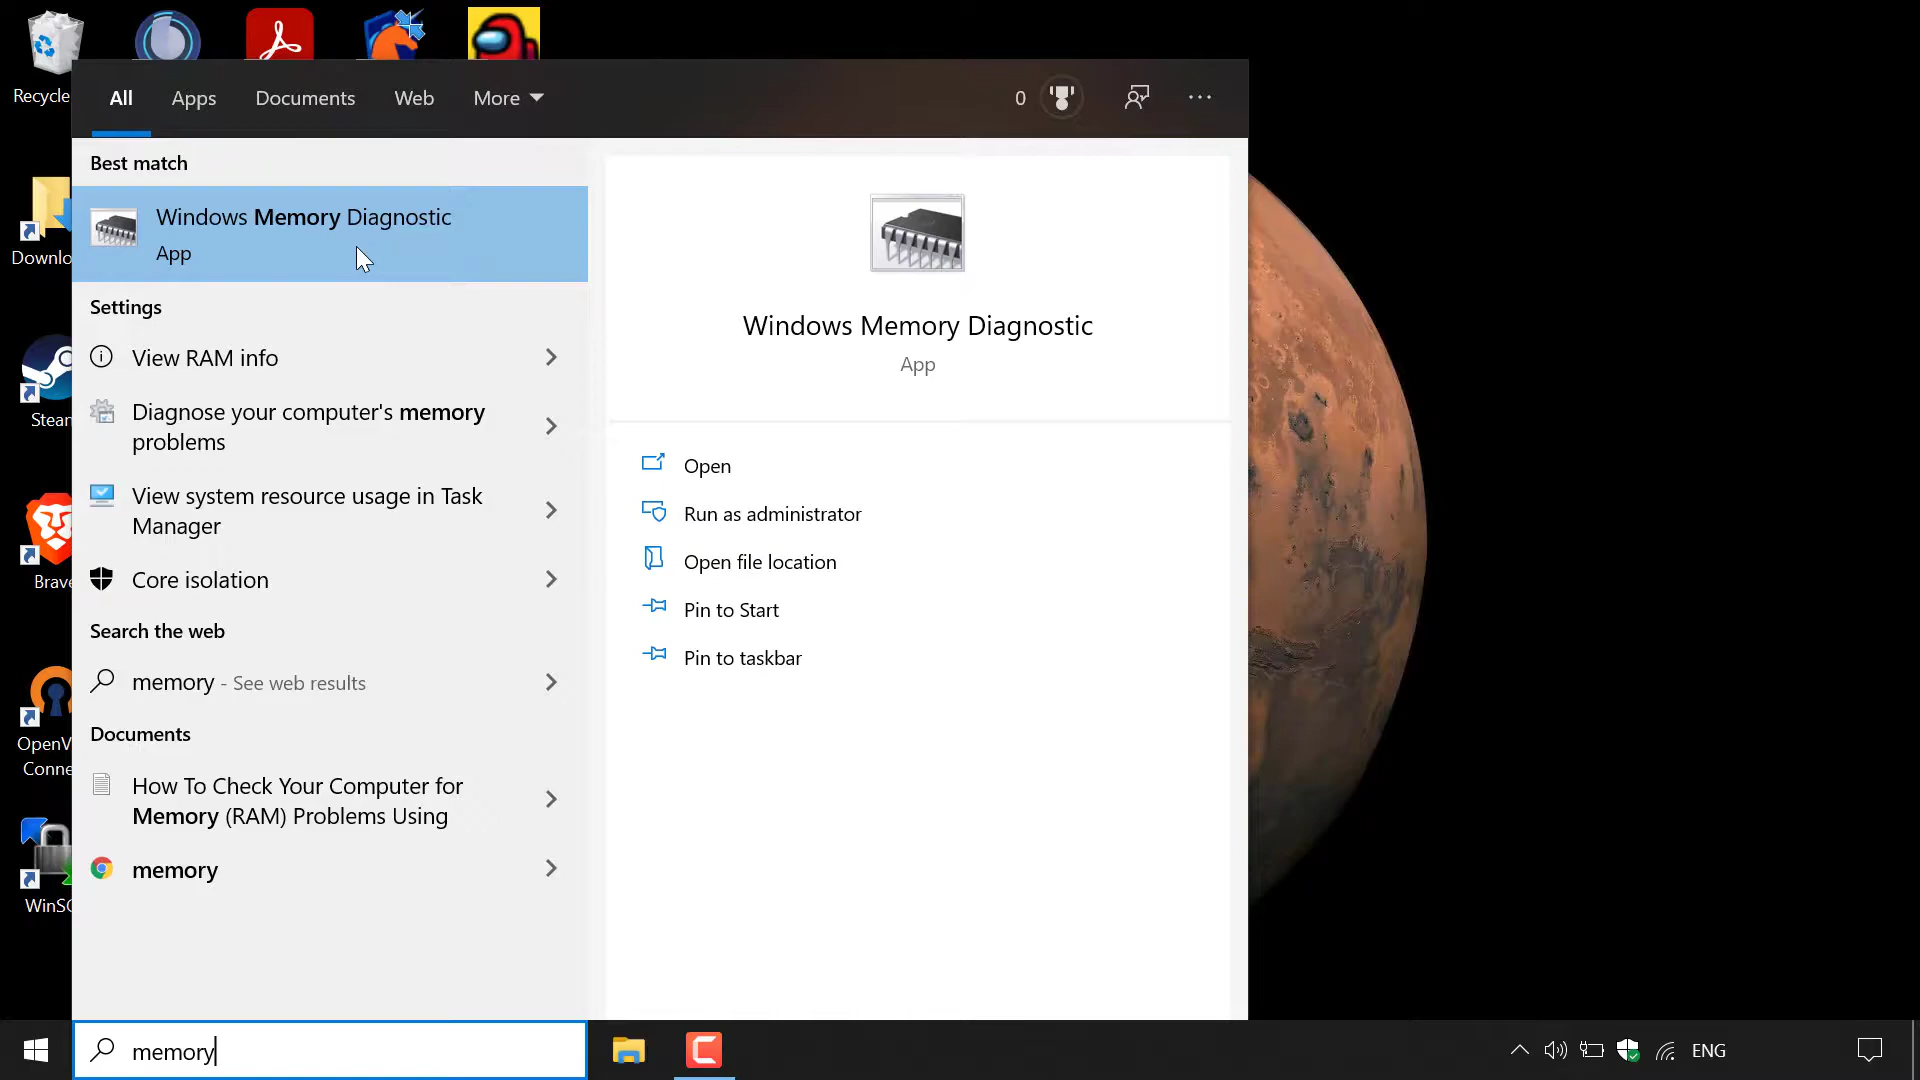 Recycle
Downlo
Stean
Brave
OpenV
Conne
WinSC
All
Apps
Documents
Web
More
0
Best match
Windows Memory Diagnostic
App
Settings
View RAM info
Diagnose your computer's memory
problems
View system resource usage in Task
Manager
Core isolation
Search the web
memory - See web results
Documents
How To Check Your Computer for
Memory (RAM) Problems Using
memory
Windows Memory Diagnostic
App
Open
Run as administrator
Open file location
Pin to Start
Pin to taskbar
memory
ENG